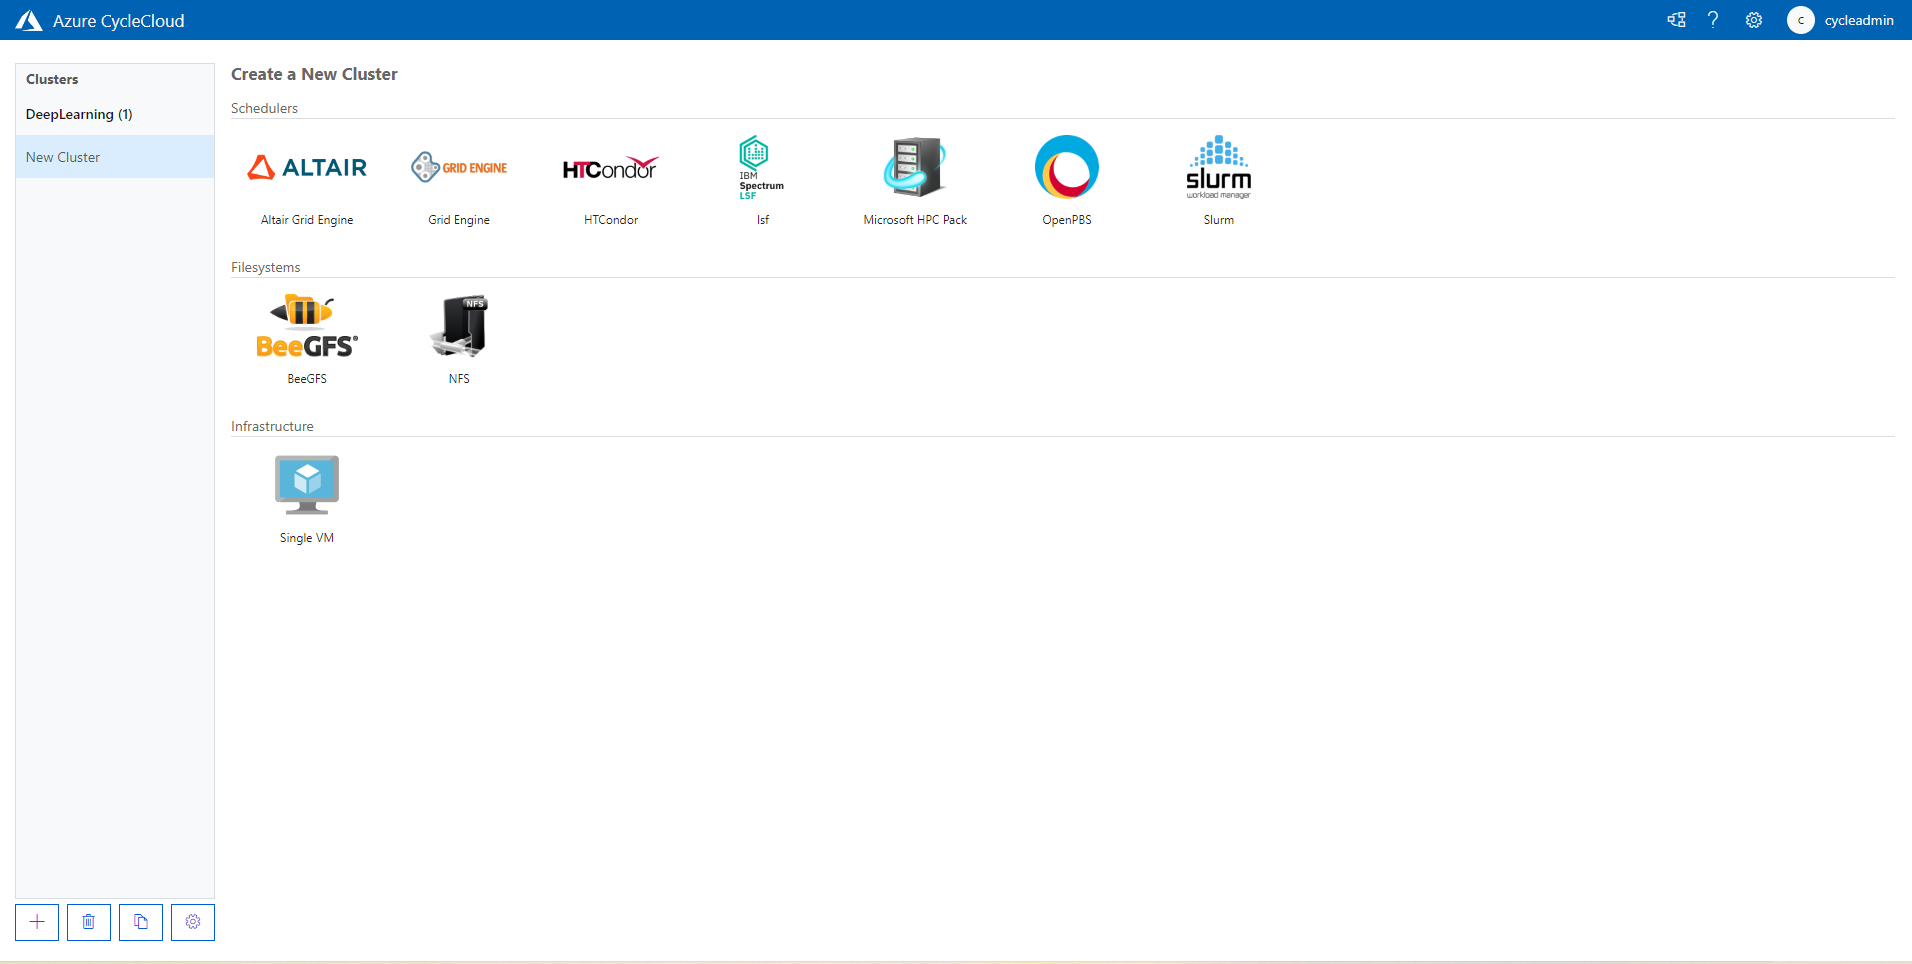 Azure CycleCloud
C
cycleadmin
Clusters
DeepLearning (1)
New Cluster
Create a New Cluster
Schedulers
ALTAIR
GRID ENGINE
HTCondor
IBM
Spectrum
LSF
slurm
workload manager
Altair Grid Engine
Grid Engine
HTCondor
lsf
Microsoft HPC Pack
OpenPBS
Slurm
Filesystems
BeeGFS®
NFS
BeeGFS
NFS
Infrastructure
Single VM